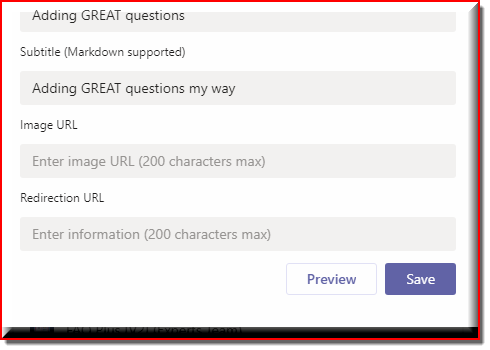 Adding GREAT questions
Subtitle (Markdown supported)
Adding GREAT questions my way
Image URL
Enter image URL (200 characters max)
Redirection URL
Enter information (200 characters max)
Preview Save